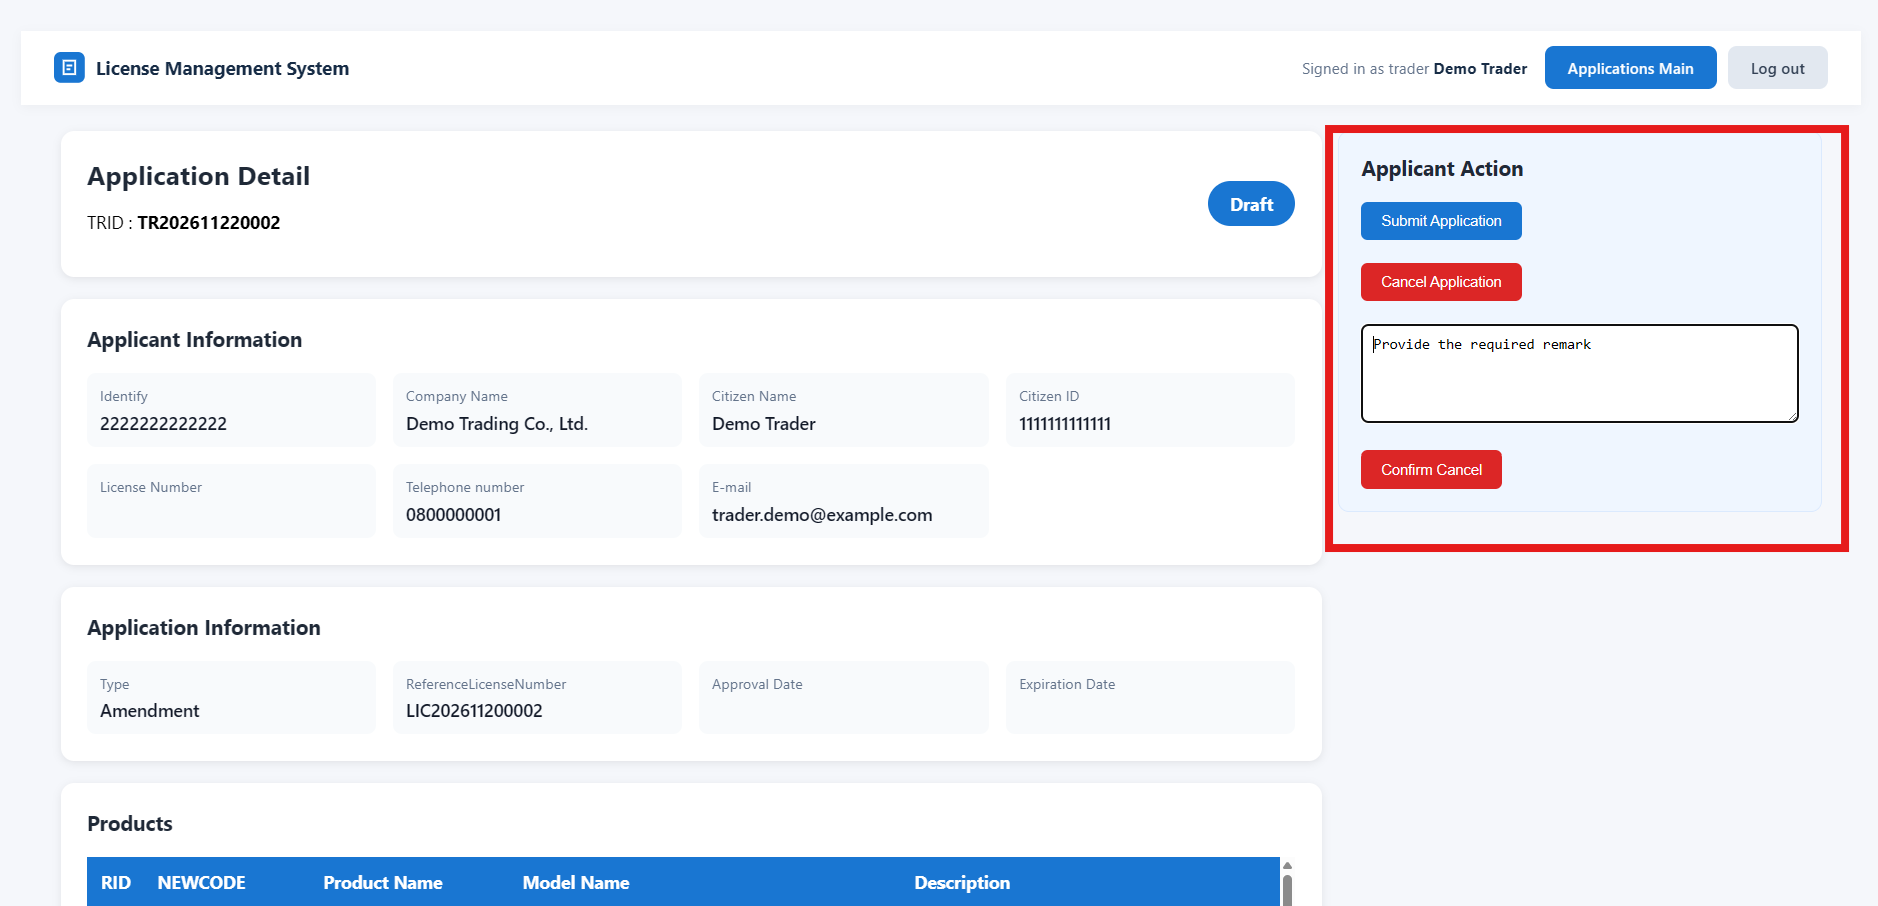 License Management System
Signed in as trader Demo Trader
Applications Main
Log out
Application Detail
TRID : TR202611220002
Draft
Applicant Information
Identify
2222222222222
Company Name
Demo Trading Co., Ltd.
Citizen Name
Demo Trader
Citizen ID
1111111111111
License Number
Telephone number
0800000001
E-mail
trader.demo@example.com
Application Information
Type
Amendment
ReferenceLicenseNumber
LIC202611200002
Approval Date
Expiration Date
Products
RID NEWCODE Product Name Model Name Description
Applicant Action
Submit Application
Cancel Application
Provide the required remark
Confirm Cancel